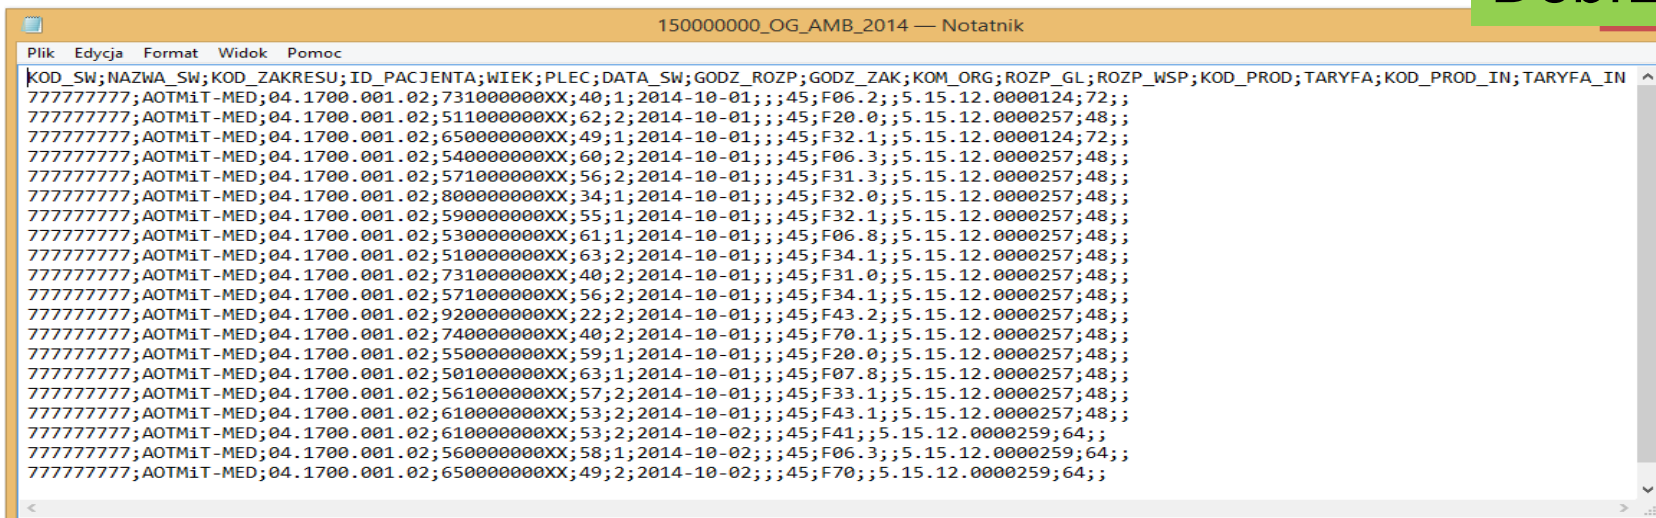 150000000_OG_AMB_2014 — Notatnik
Plik Edycja Format Widok Pomoc
KOD_SW;NAZWA_SW;KOD_ZAKRESU;ID_PACJENTA;WIEK;PLEC;DATA_SW;GODZ_ROZP;GODZ_ZAK;KOM_ORG;ROZP_GL;ROZP_WSP;KOD_PROD;TARYFA;KOD_PROD_IN;TARYFA_IN
777777777;AOTMiT-MED;04.1700.001.02;731000000XX;40;1;2014-10-01;;;45;F06.2;;5.15.12.0000124;72;;
777777777;AOTMiT-MED;04.1700.001.02;511000000XX;62;2;2014-10-01;;;45;F20.0;;5.15.12.0000257;48;;
777777777;AOTMiT-MED;04.1700.001.02;650000000XX;49;1;2014-10-01;;;45;F32.1;;5.15.12.0000124;72;;
777777777;AOTMiT-MED;04.1700.001.02;540000000XX;60;2;2014-10-01;;;45;F06.3;;5.15.12.0000257;48;;
777777777;AOTMiT-MED;04.1700.001.02;571000000XX;56;2;2014-10-01;;;45;F31.3;;5.15.12.0000257;48;;
777777777;AOTMiT-MED;04.1700.001.02;800000000XX;34;1;2014-10-01;;;45;F32.0;;5.15.12.0000257;48;;
777777777;AOTMiT-MED;04.1700.001.02;590000000XX;55;1;2014-10-01;;;45;F32.1;;5.15.12.0000257;48;;
777777777;AOTMiT-MED;04.1700.001.02;530000000XX;61;1;2014-10-01;;;45;F06.8;;5.15.12.0000257;48;;
777777777;AOTMiT-MED;04.1700.001.02;510000000XX;63;2;2014-10-01;;;45;F34.1;;5.15.12.0000257;48;;
777777777;AOTMiT-MED;04.1700.001.02;731000000XX;40;2;2014-10-01;;;45;F31.0;;5.15.12.0000257;48;;
777777777;AOTMiT-MED;04.1700.001.02;571000000XX;56;2;2014-10-01;;;45;F34.1;;5.15.12.0000257;48;;
777777777;AOTMiT-MED;04.1700.001.02;920000000XX;22;2;2014-10-01;;;45;F43.2;;5.15.12.0000257;48;;
777777777;AOTMiT-MED;04.1700.001.02;740000000XX;40;2;2014-10-01;;;45;F70.1;;5.15.12.0000257;48;;
777777777;AOTMiT-MED;04.1700.001.02;550000000XX;59;1;2014-10-01;;;45;F20.0;;5.15.12.0000257;48;;
777777777;AOTMiT-MED;04.1700.001.02;501000000XX;63;1;2014-10-01;;;45;F07.8;;5.15.12.0000257;48;;
777777777;AOTMiT-MED;04.1700.001.02;561000000XX;57;2;2014-10-01;;;45;F33.1;;5.15.12.0000257;48;;
777777777;AOTMiT-MED;04.1700.001.02;610000000XX;53;2;2014-10-01;;;45;F43.1;;5.15.12.0000257;48;;
777777777;AOTMiT-MED;04.1700.001.02;610000000XX;53;2;2014-10-02;;;45;F41;;5.15.12.0000259;64;;
777777777;AOTMiT-MED;04.1700.001.02;560000000XX;58;1;2014-10-02;;;45;F06.3;;5.15.12.0000259;64;;
777777777;AOTMiT-MED;04.1700.001.02;650000000XX;49;2;2014-10-02;;;45;F70;;5.15.12.0000259;64;;